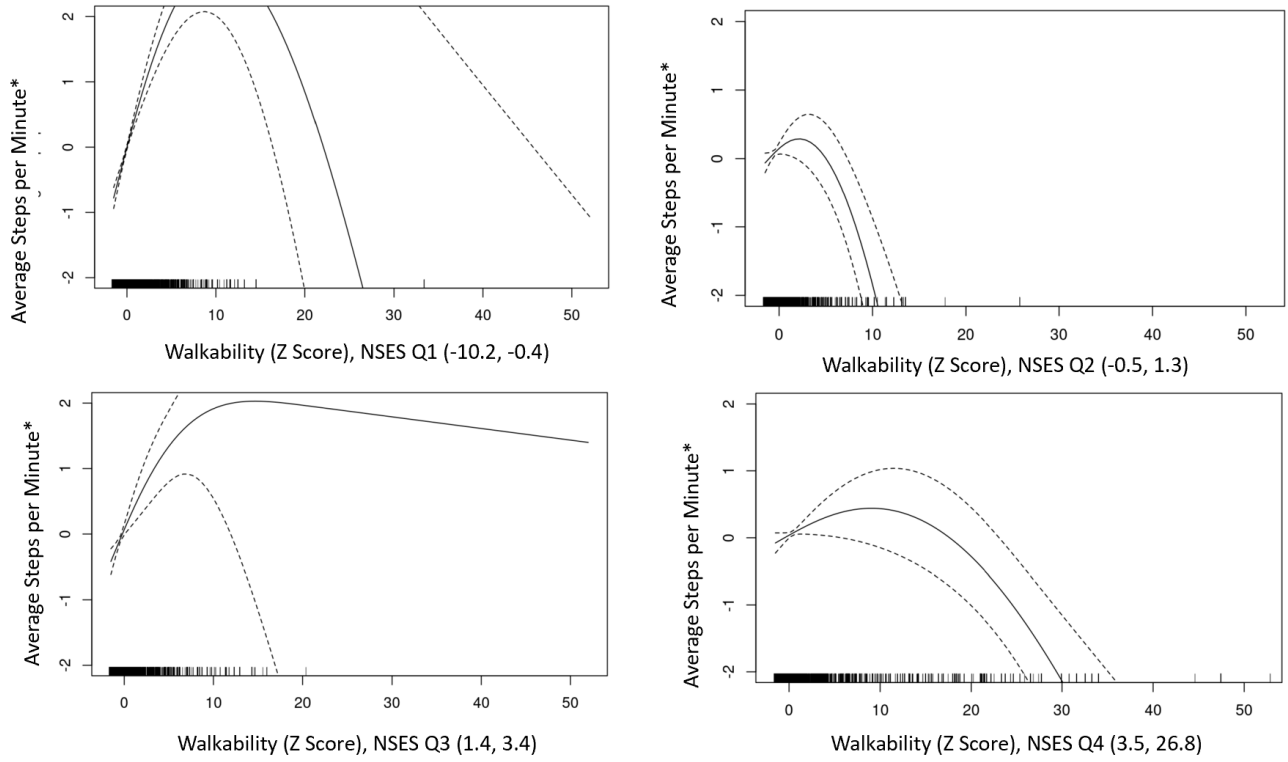 Average Steps per Minute*
2
1
0
-1
-2
0 10 20 30 40 50
Walkability (Z Score), NSES Q1 (-10.2, -0.4)
Average Steps per Minute*
2
1
0
-1
-2
0 10 20 30 40 50
Walkability (Z Score), NSES Q2 (-0.5, 1.3)
Average Steps per Minute*
2
1
0
-1
-2
0 10 20 30 40 50
Walkability (Z Score), NSES Q3 (1.4, 3.4)
Average Steps per Minute*
2
1
0
-1
-2
0 10 20 30 40 50
Walkability (Z Score), NSES Q4 (3.5, 26.8)